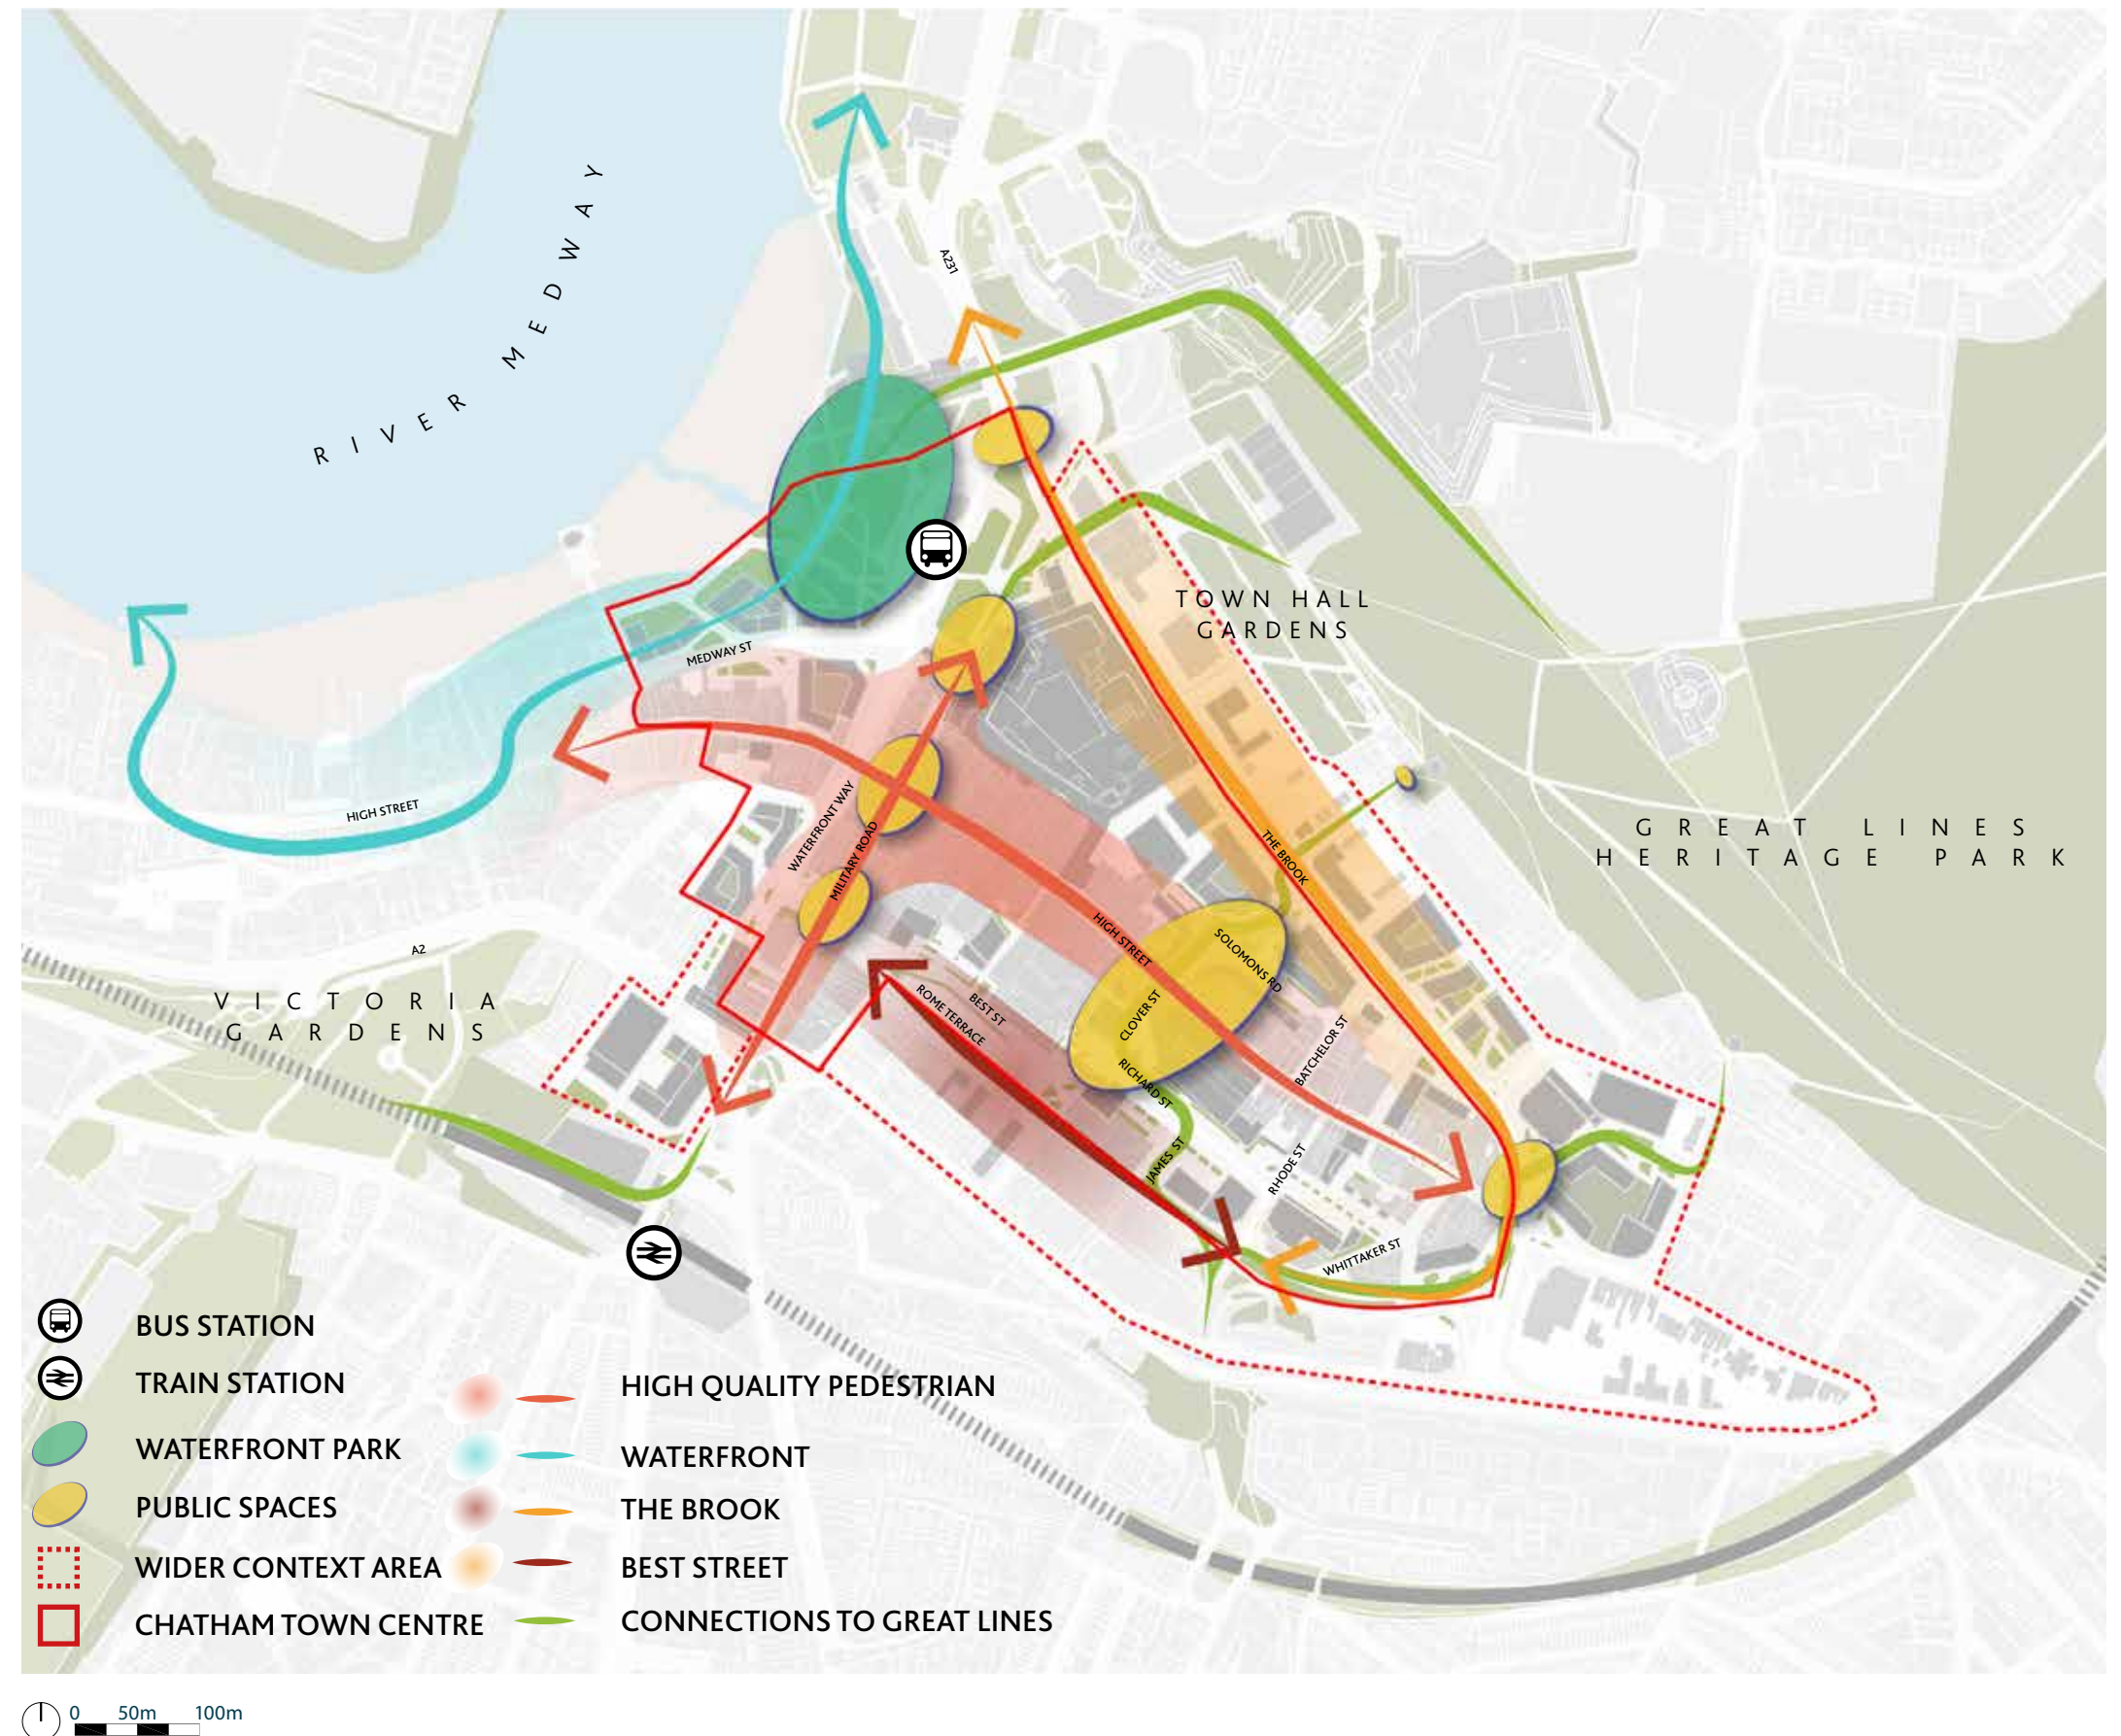 RIVER MEDWAY
A231
TOWN HALL
GARDENS
MEDWAY ST
HIGH STREET
WATERFRONT WAY
MILITARY ROAD
THE BROOK
GREAT LINES
HERITAGE PARK
HIGH STREET
SOLOMONS RD
CLOVER ST
A2
VICTORIA
GARDENS
BEST ST
ROME TERRACE
BATCHELOR ST
RICHARD ST
JAMES ST
RHODE ST
WHITTAKER ST
BUS STATION
TRAIN STATION
WATERFRONT PARK
PUBLIC SPACES
WIDER CONTEXT AREA
CHATHAM TOWN CENTRE
HIGH QUALITY PEDESTRIAN
WATERFRONT
THE BROOK
BEST STREET
CONNECTIONS TO GREAT LINES
0 50m 100m